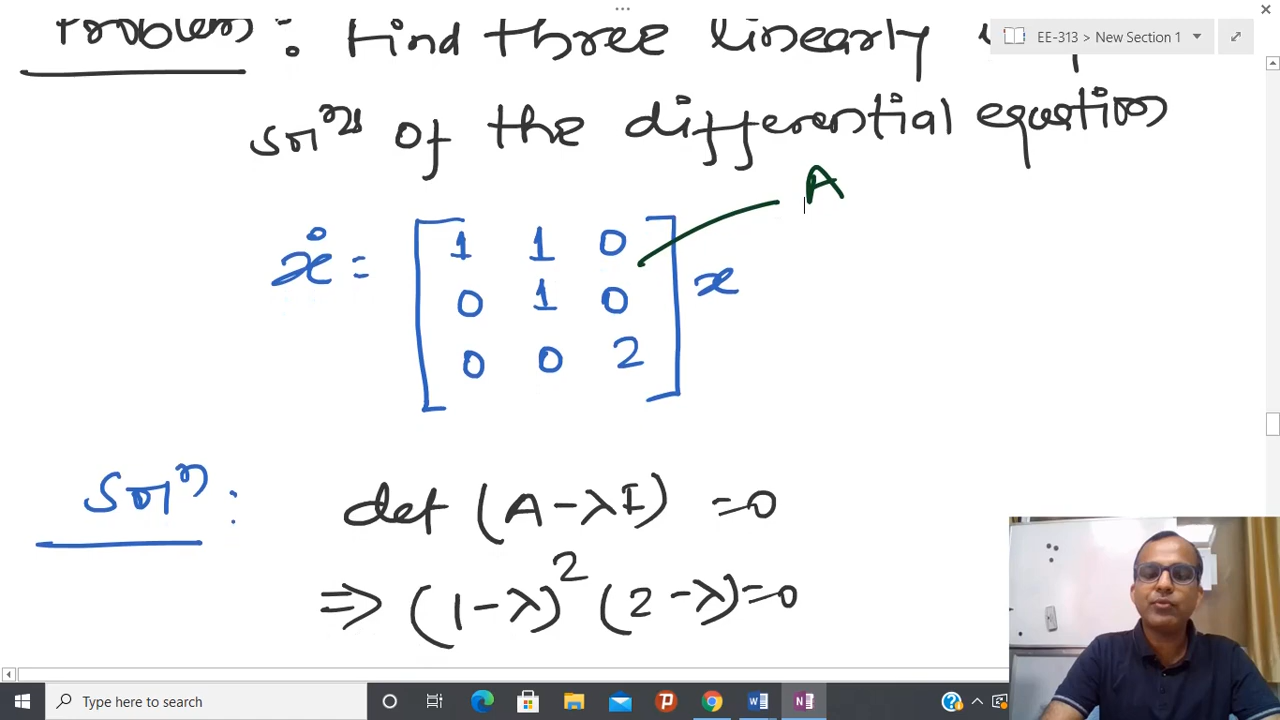 ...
EE-313 > New Section 1
Problem : Find three linearly
solⁿˢ of the differential equation
A
ẋ = [ 1 1 0
0 1 0
0 0 2 ] x
Solⁿ : det (A - λI) = 0
⇒ (1 - λ)² (2 - λ) = 0
Type here to search